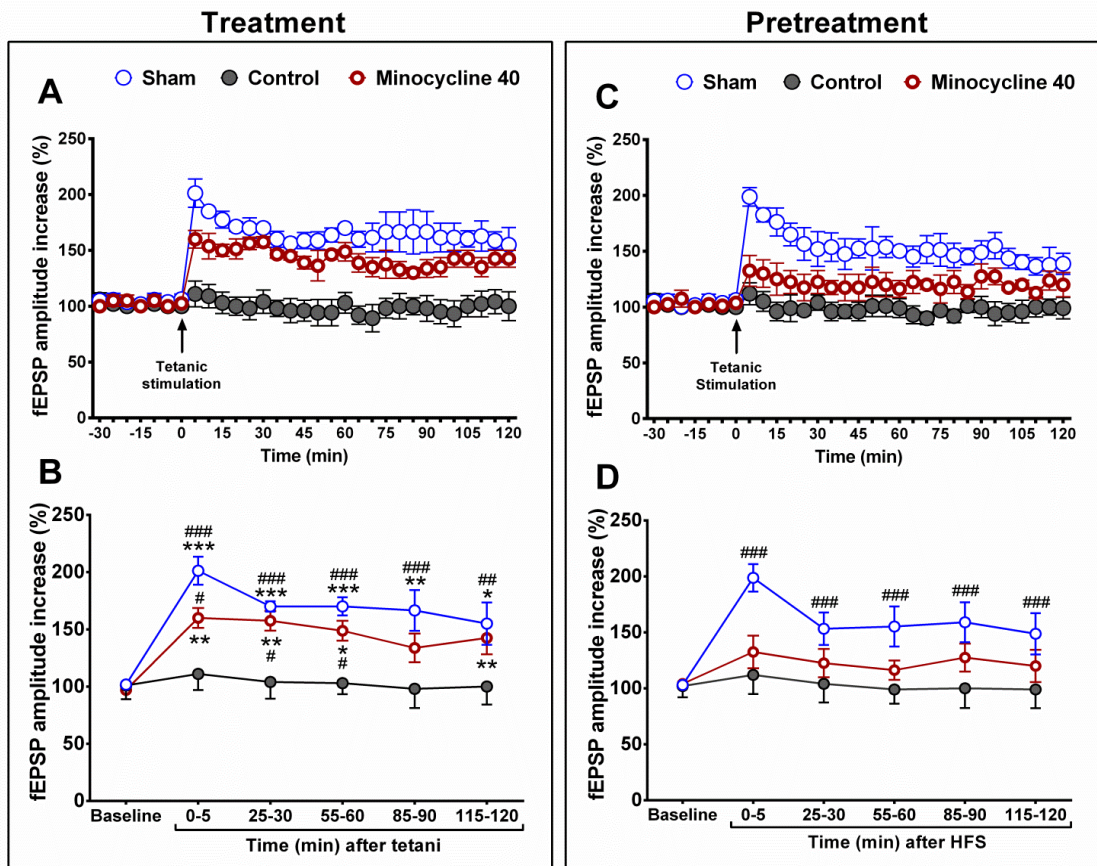 Treatment
A
Sham Control Minocycline 40
fEPSP amplitude increase (%)
250
200
150
100
50
0
Tetanic
stimulation
-30 -15 0 15 30 45 60 75 90 105 120
Time (min)
B
fEPSP amplitude increase (%)
250
200
150
100
50
0
###
***
#
**
###
***
**
#
###
***
*
#
###
**
##
*
**
Baseline 0-5 25-30 55-60 85-90 115-120
Time (min) after tetani
Pretreatment
C
Sham Control Minocycline 40
fEPSP amplitude increase (%)
250
200
150
100
50
0
Tetanic
Stimulation
-30 -15 0 15 30 45 60 75 90 105 120
Time (min)
D
fEPSP amplitude increase (%)
250
200
150
100
50
0
###
###
###
###
###
Baseline 0-5 25-30 55-60 85-90 115-120
Time (min) after HFS